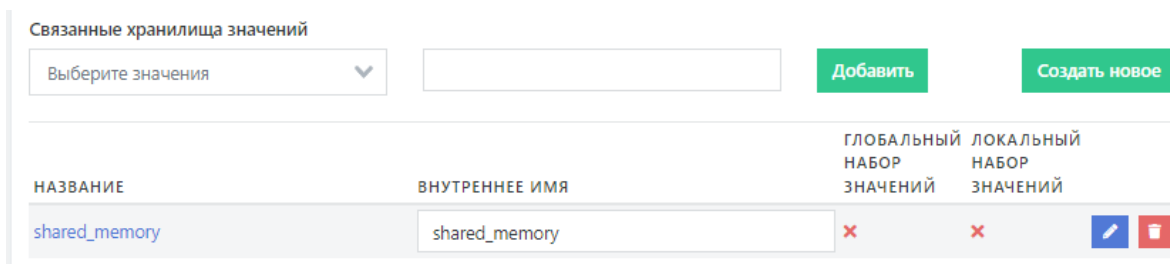 Связанные хранилища значений
Выберите значения
Добавить
Создать новое
НАЗВАНИЕ
ВНУТРЕННЕЕ ИМЯ
ГЛОБАЛЬНЫЙ НАБОР ЗНАЧЕНИЙ
ЛОКАЛЬНЫЙ НАБОР ЗНАЧЕНИЙ
shared_memory
shared_memory